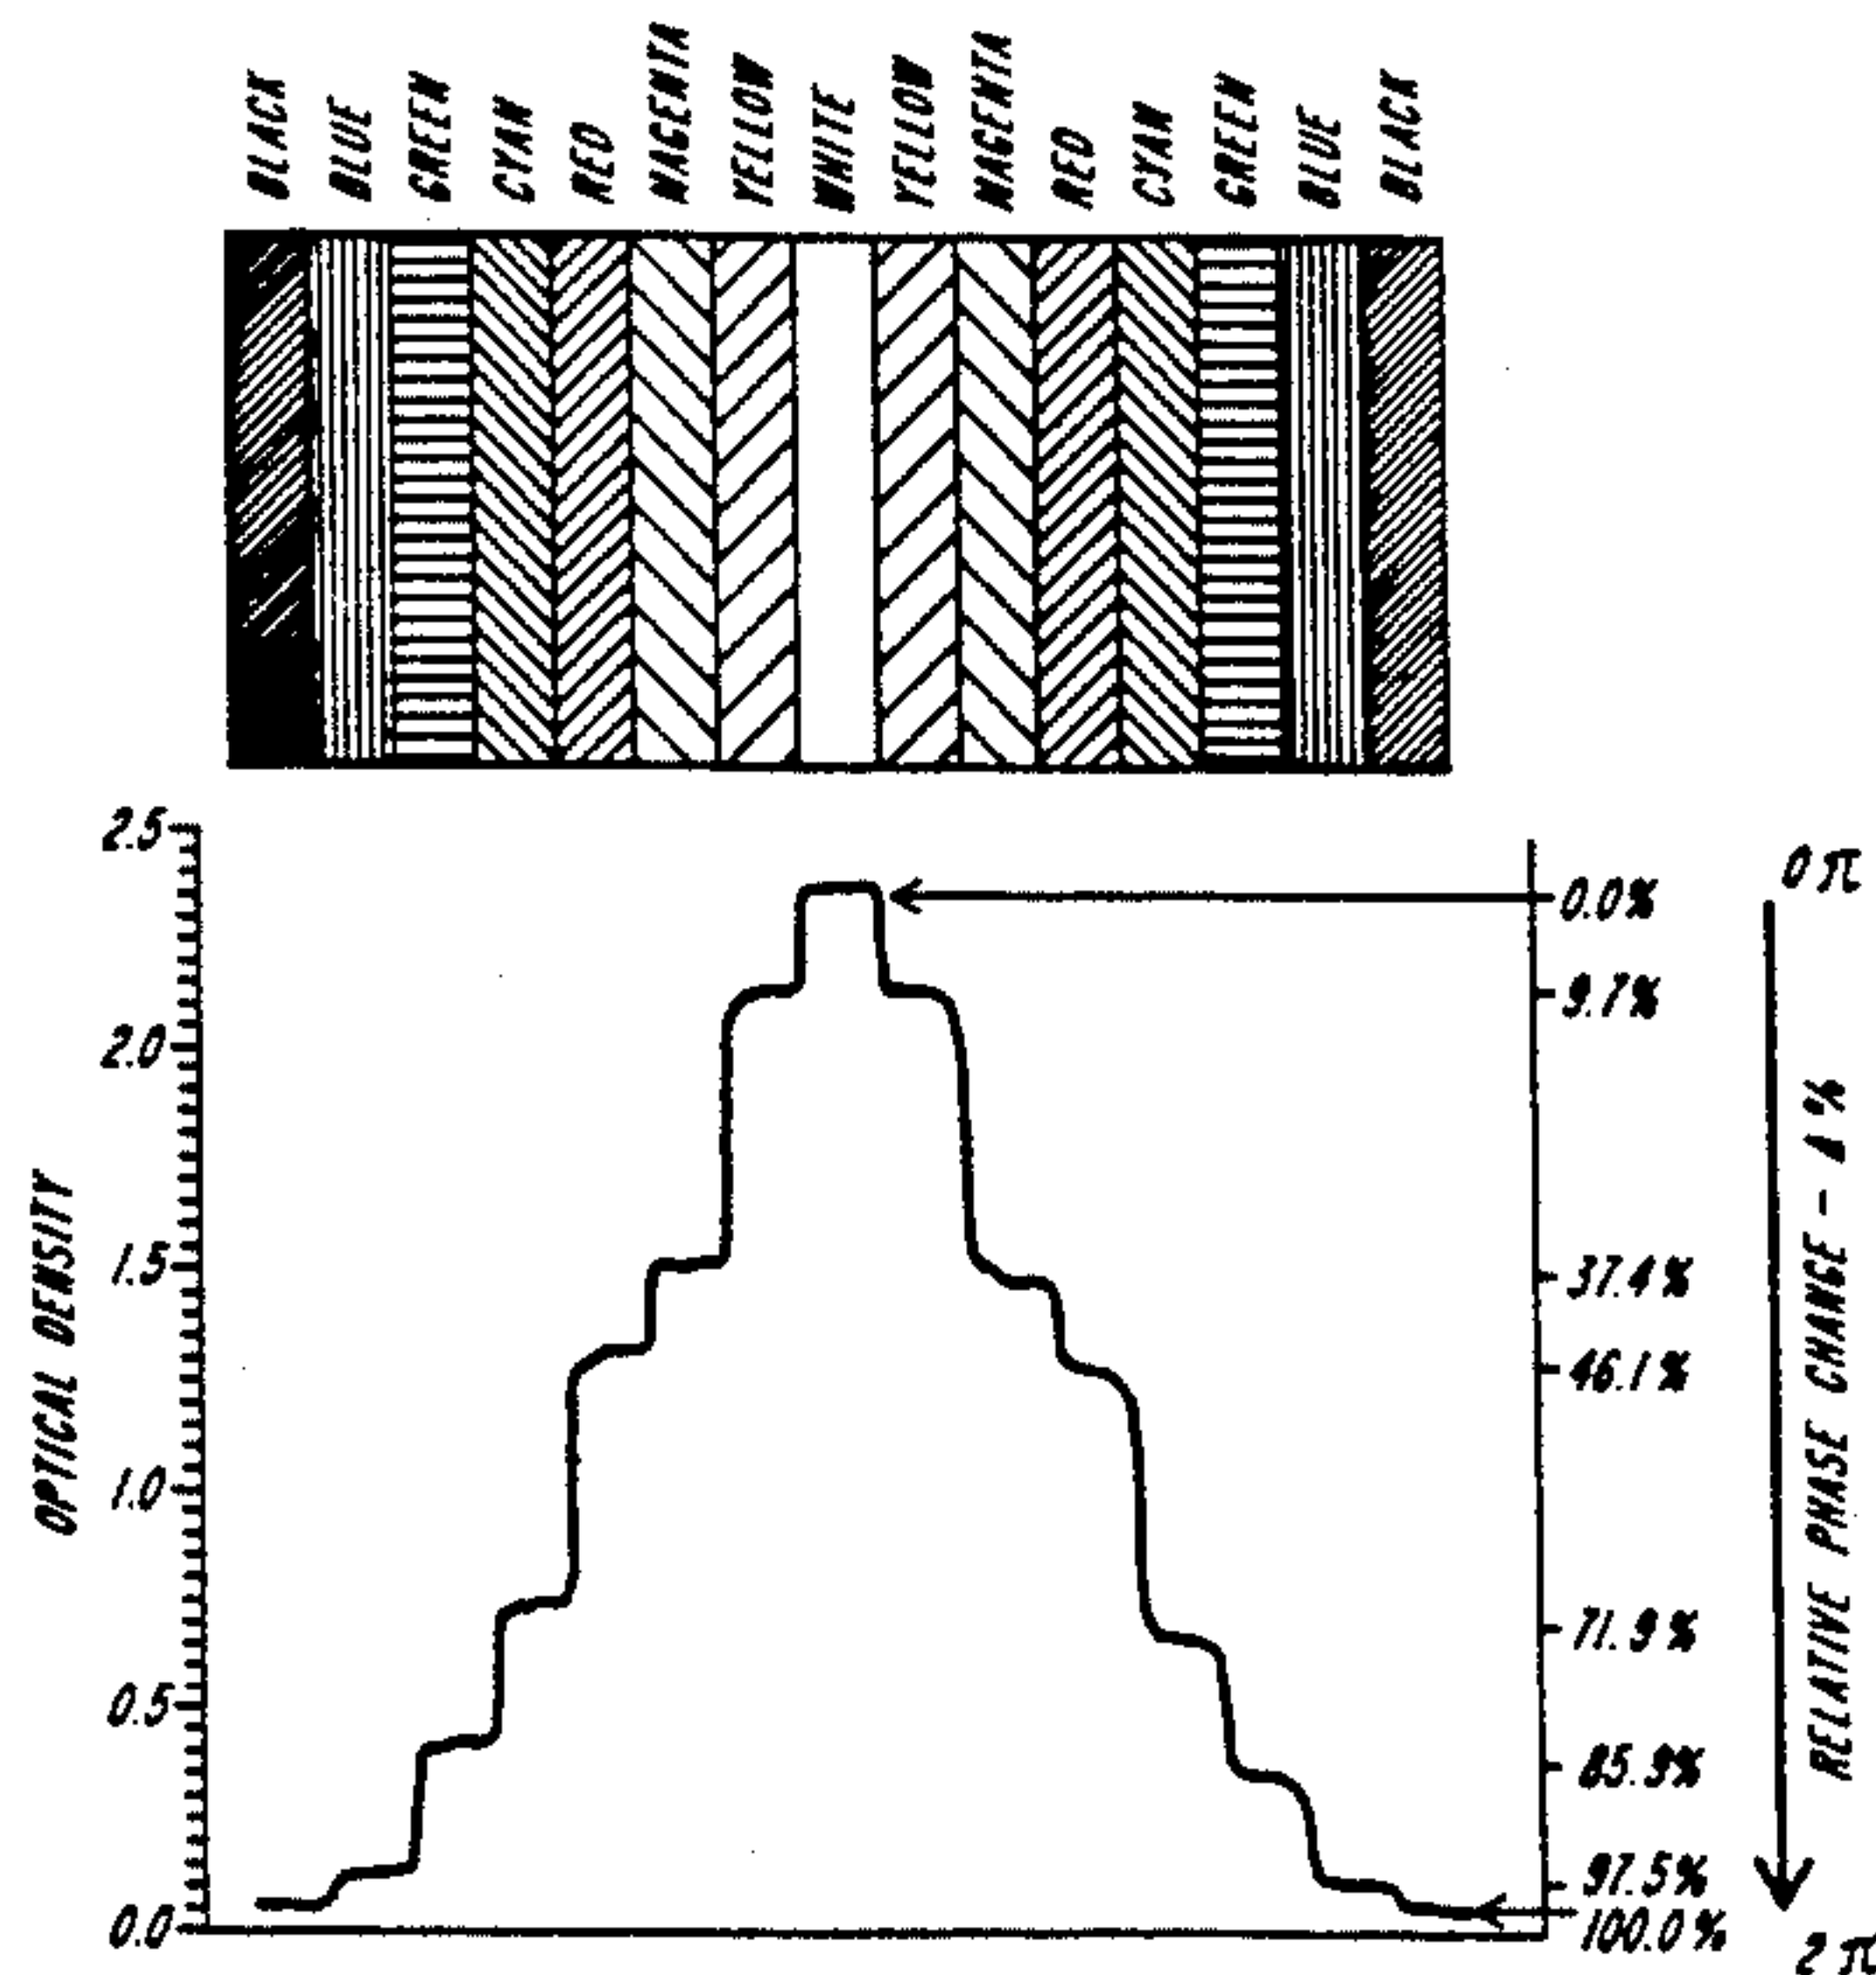 BLACK
BLUE
GREEN
CYAN
RED
MAGENTA
YELLOW
WHITE
YELLOW
MAGENTA
RED
CYAN
GREEN
BLUE
BLACK
2.5
2.0
1.5
1.0
0.5
0.0
OPTICAL DENSITY
0π
0.0%
9.7%
37.4%
46.1%
71.9%
85.9%
97.5%
100.0%
2π
RELATIVE PHASE CHANGE - Δ%